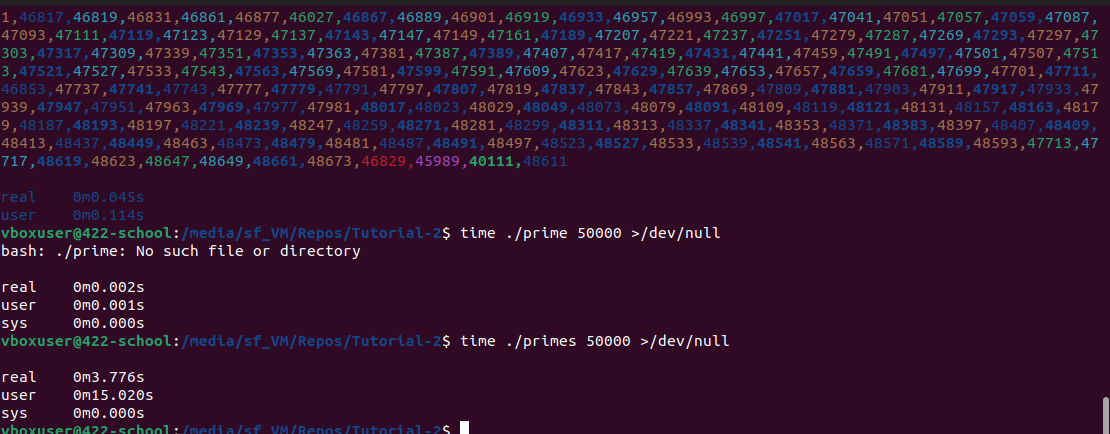 1,46817,46819,46831,46861,46877,46027,46867,46889,46901,46919,46933,46957,46993,46997,47017,47041,47051,47057,47059,47087,
47093,47111,47119,47123,47129,47137,47143,47147,47149,47161,47189,47207,47221,47237,47251,47279,47287,47269,47293,47297,47
303,47317,47309,47339,47351,47353,47363,47381,47387,47389,47407,47417,47419,47431,47441,47459,47491,47497,47501,47507,4751
3,47521,47527,47533,47543,47563,47569,47581,47599,47591,47609,47623,47629,47639,47653,47657,47659,47681,47699,47701,47711,
46853,47737,47741,47743,47777,47779,47791,47797,47807,47819,47837,47843,47857,47869,47809,47881,47903,47911,47917,47933,47
939,47947,47951,47963,47969,47977,47981,48017,48023,48029,48049,48073,48079,48091,48109,48119,48121,48131,48157,48163,4817
9,48187,48193,48197,48221,48239,48247,48259,48271,48281,48299,48311,48313,48337,48341,48353,48371,48383,48397,48407,48409,
48413,48437,48449,48463,48473,48479,48481,48487,48491,48497,48523,48527,48533,48539,48541,48563,48571,48589,48593,47713,47
717,48619,48623,48647,48649,48661,48673,46829,45989,40111,48611
real 0m0.045s
user 0m0.114s
vboxuser@422-school:/media/sf_VM/Repos/Tutorial-2$ time ./prime 50000 >/dev/null
bash: ./prime: No such file or directory
real 0m0.002s
user 0m0.001s
sys 0m0.000s
vboxuser@422-school:/media/sf_VM/Repos/Tutorial-2$ time ./primes 50000 >/dev/null
real 0m3.776s
user 0m15.020s
sys 0m0.000s
vboxuser@422-school:/media/sf_VM/Repos/Tutorial-2$